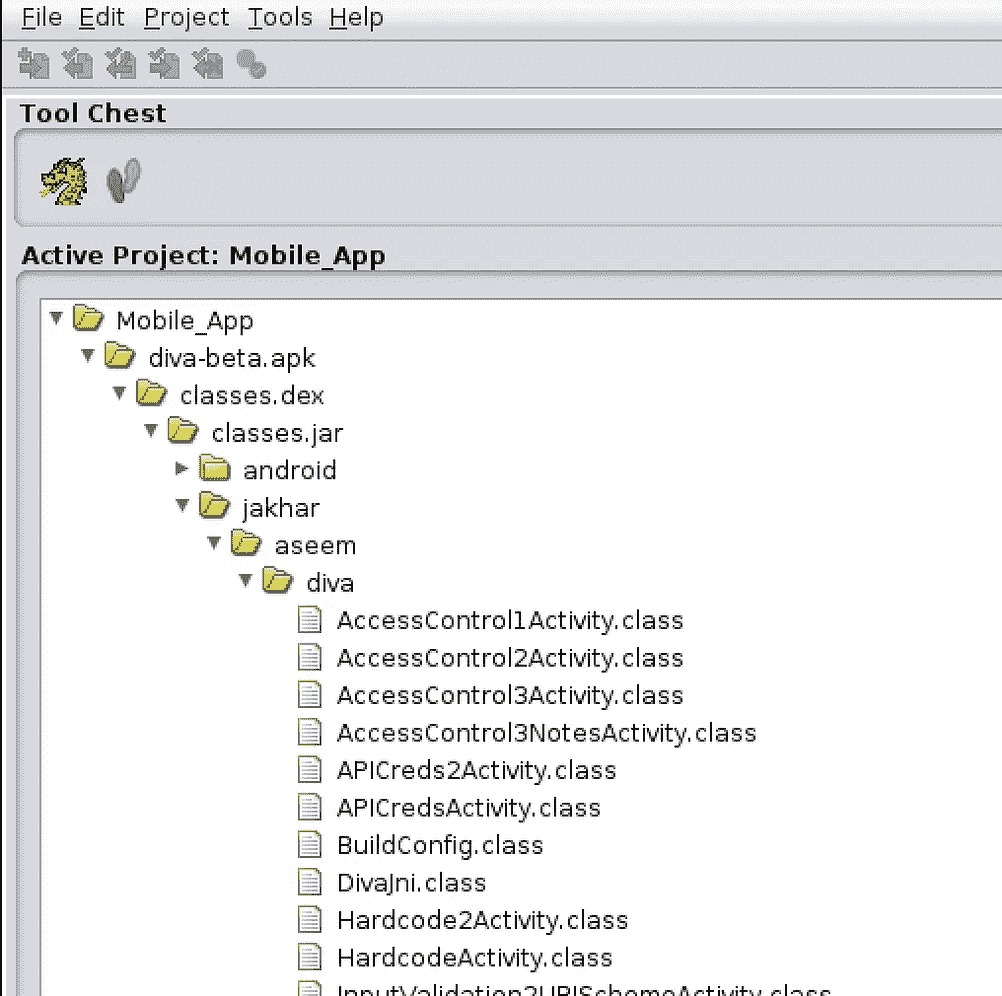 File Edit Project Tools Help
Tool Chest
Active Project: Mobile_App
Mobile_App
diva-beta.apk
classes.dex
classes.jar
android
jakhar
aseem
diva
AccessControl1Activity.class
AccessControl2Activity.class
AccessControl3Activity.class
AccessControl3NotesActivity.class
APICreds2Activity.class
APICredsActivity.class
BuildConfig.class
DivaJni.class
Hardcode2Activity.class
HardcodeActivity.class
InputValidation2URISchemeActivity.class